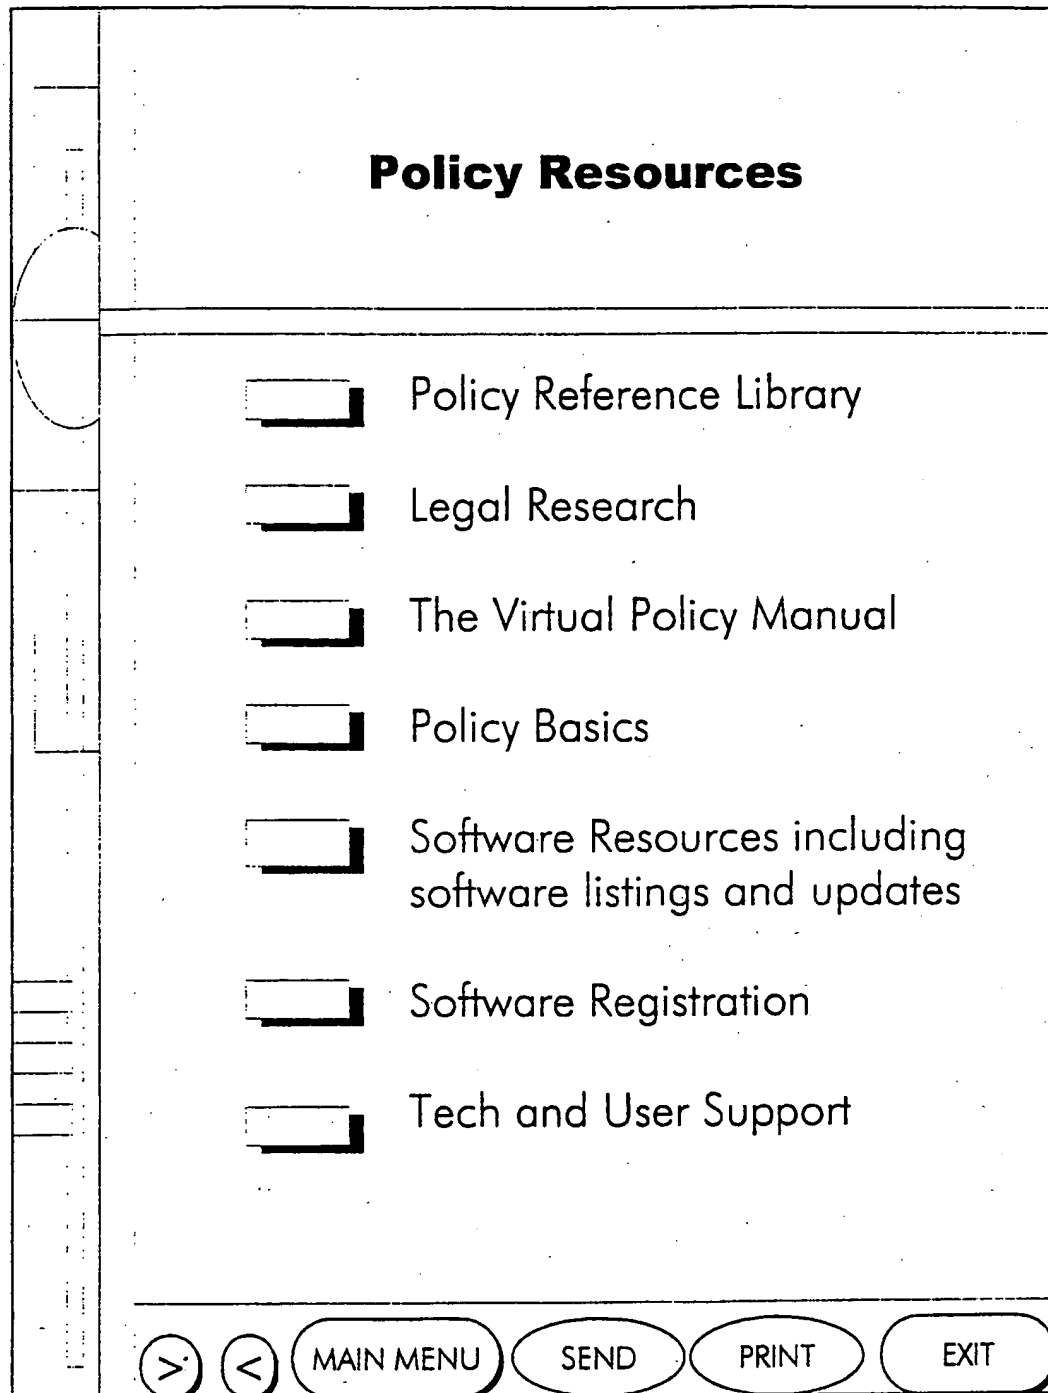 Policy Resources
Policy Reference Library
Legal Research
The Virtual Policy Manual
Policy Basics
Software Resources including
software listings and updates
Software Registration
Tech and User Support
> < MAIN MENU SEND PRINT EXIT